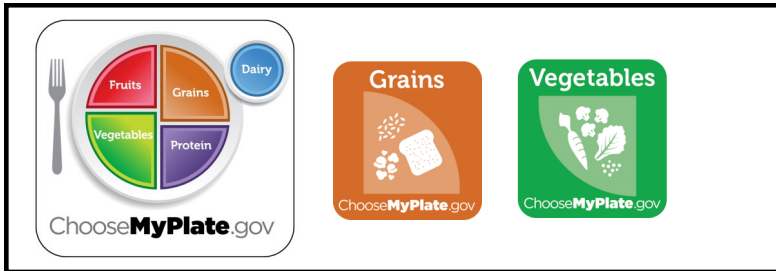 Fruits
Grains
Dairy
Vegetables
Protein
ChooseMyPlate.gov
Grains
ChooseMyPlate.gov
Vegetables
ChooseMyPlate.gov